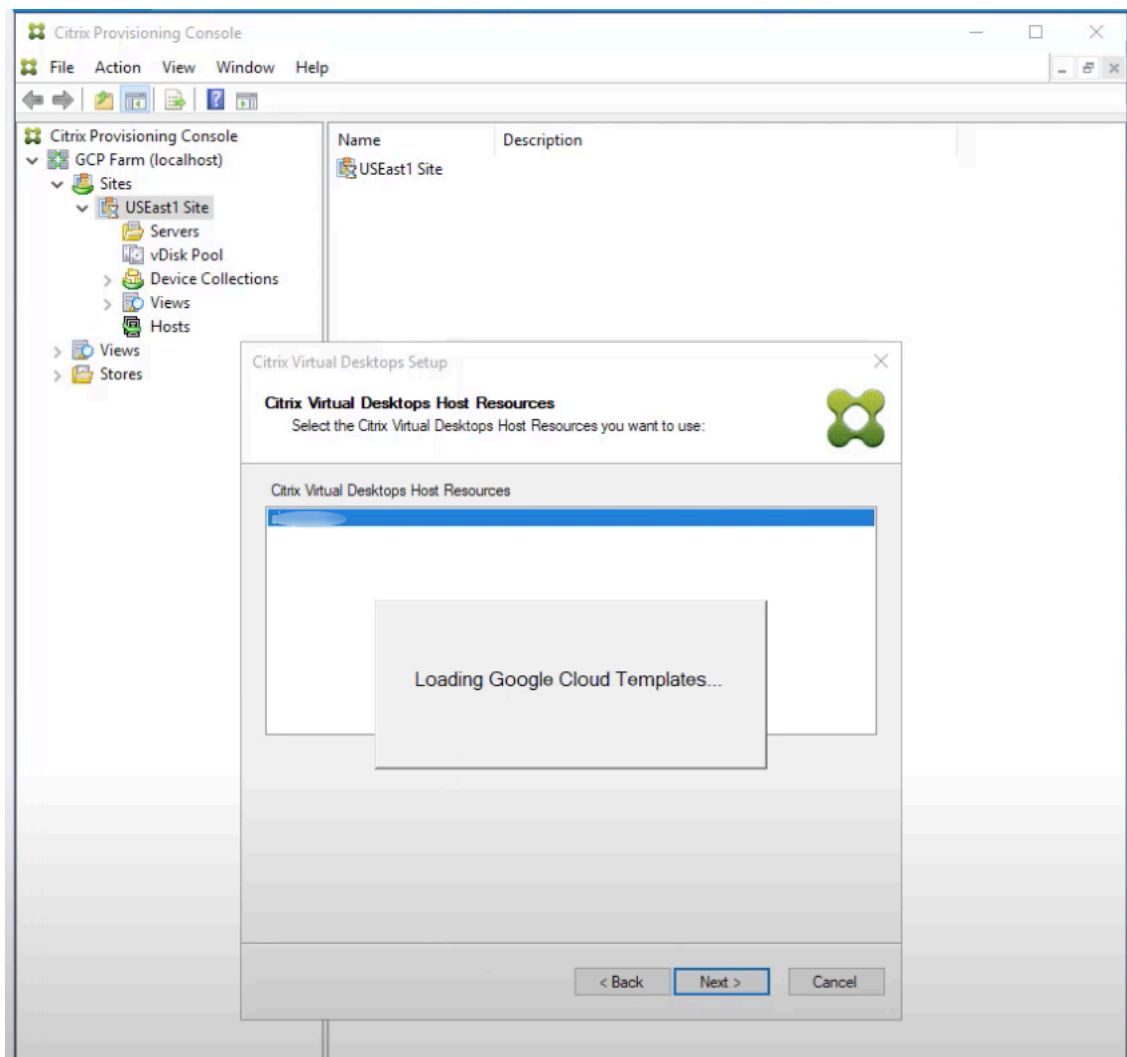 Citrix Provisioning Console
File Action View Window Help
Citrix Provisioning Console
GCP Farm (localhost)
Sites
USEast1 Site
Servers
vDisk Pool
Device Collections
Views
Hosts
Views
Stores
Name Description
USEast1 Site
Citrix Virtual Desktops Setup
Citrix Virtual Desktops Host Resources
Select the Citrix Virtual Desktops Host Resources you want to use:
Citrix Virtual Desktops Host Resources
Loading Google Cloud Templates...
< Back Next > Cancel